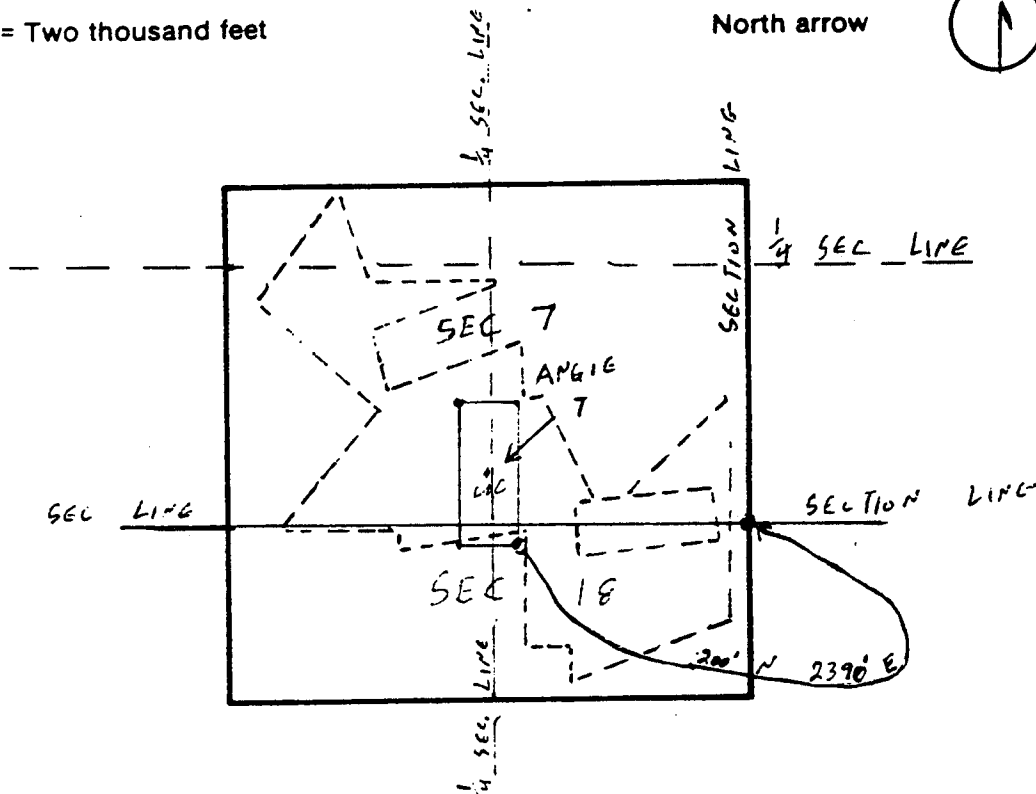 = Two thousand feet
North arrow
1/4 SEC. LINE
SECTION LINE
1/4 SEC LINE
SEC 7
ANGIE
7
LOC
SEC LINE
SECTION LINE
SEC 18
200' N 2390' E
1/4 SEC. LINE